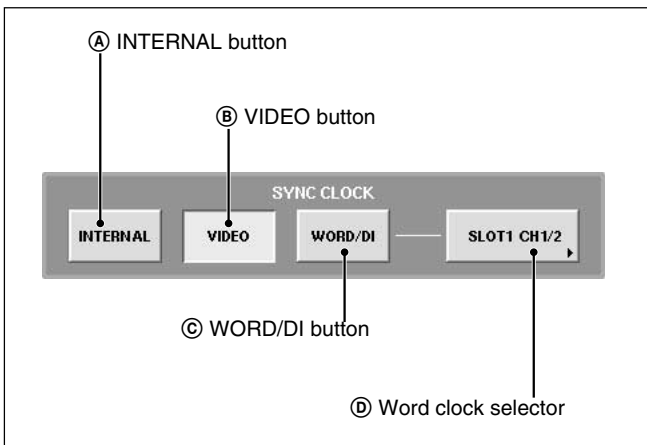 Ⓐ INTERNAL button
Ⓑ VIDEO button
SYNC CLOCK
INTERNAL VIDEO WORD/DI SLOT1 CH1/2
Ⓒ WORD/DI button
Ⓓ Word clock selector